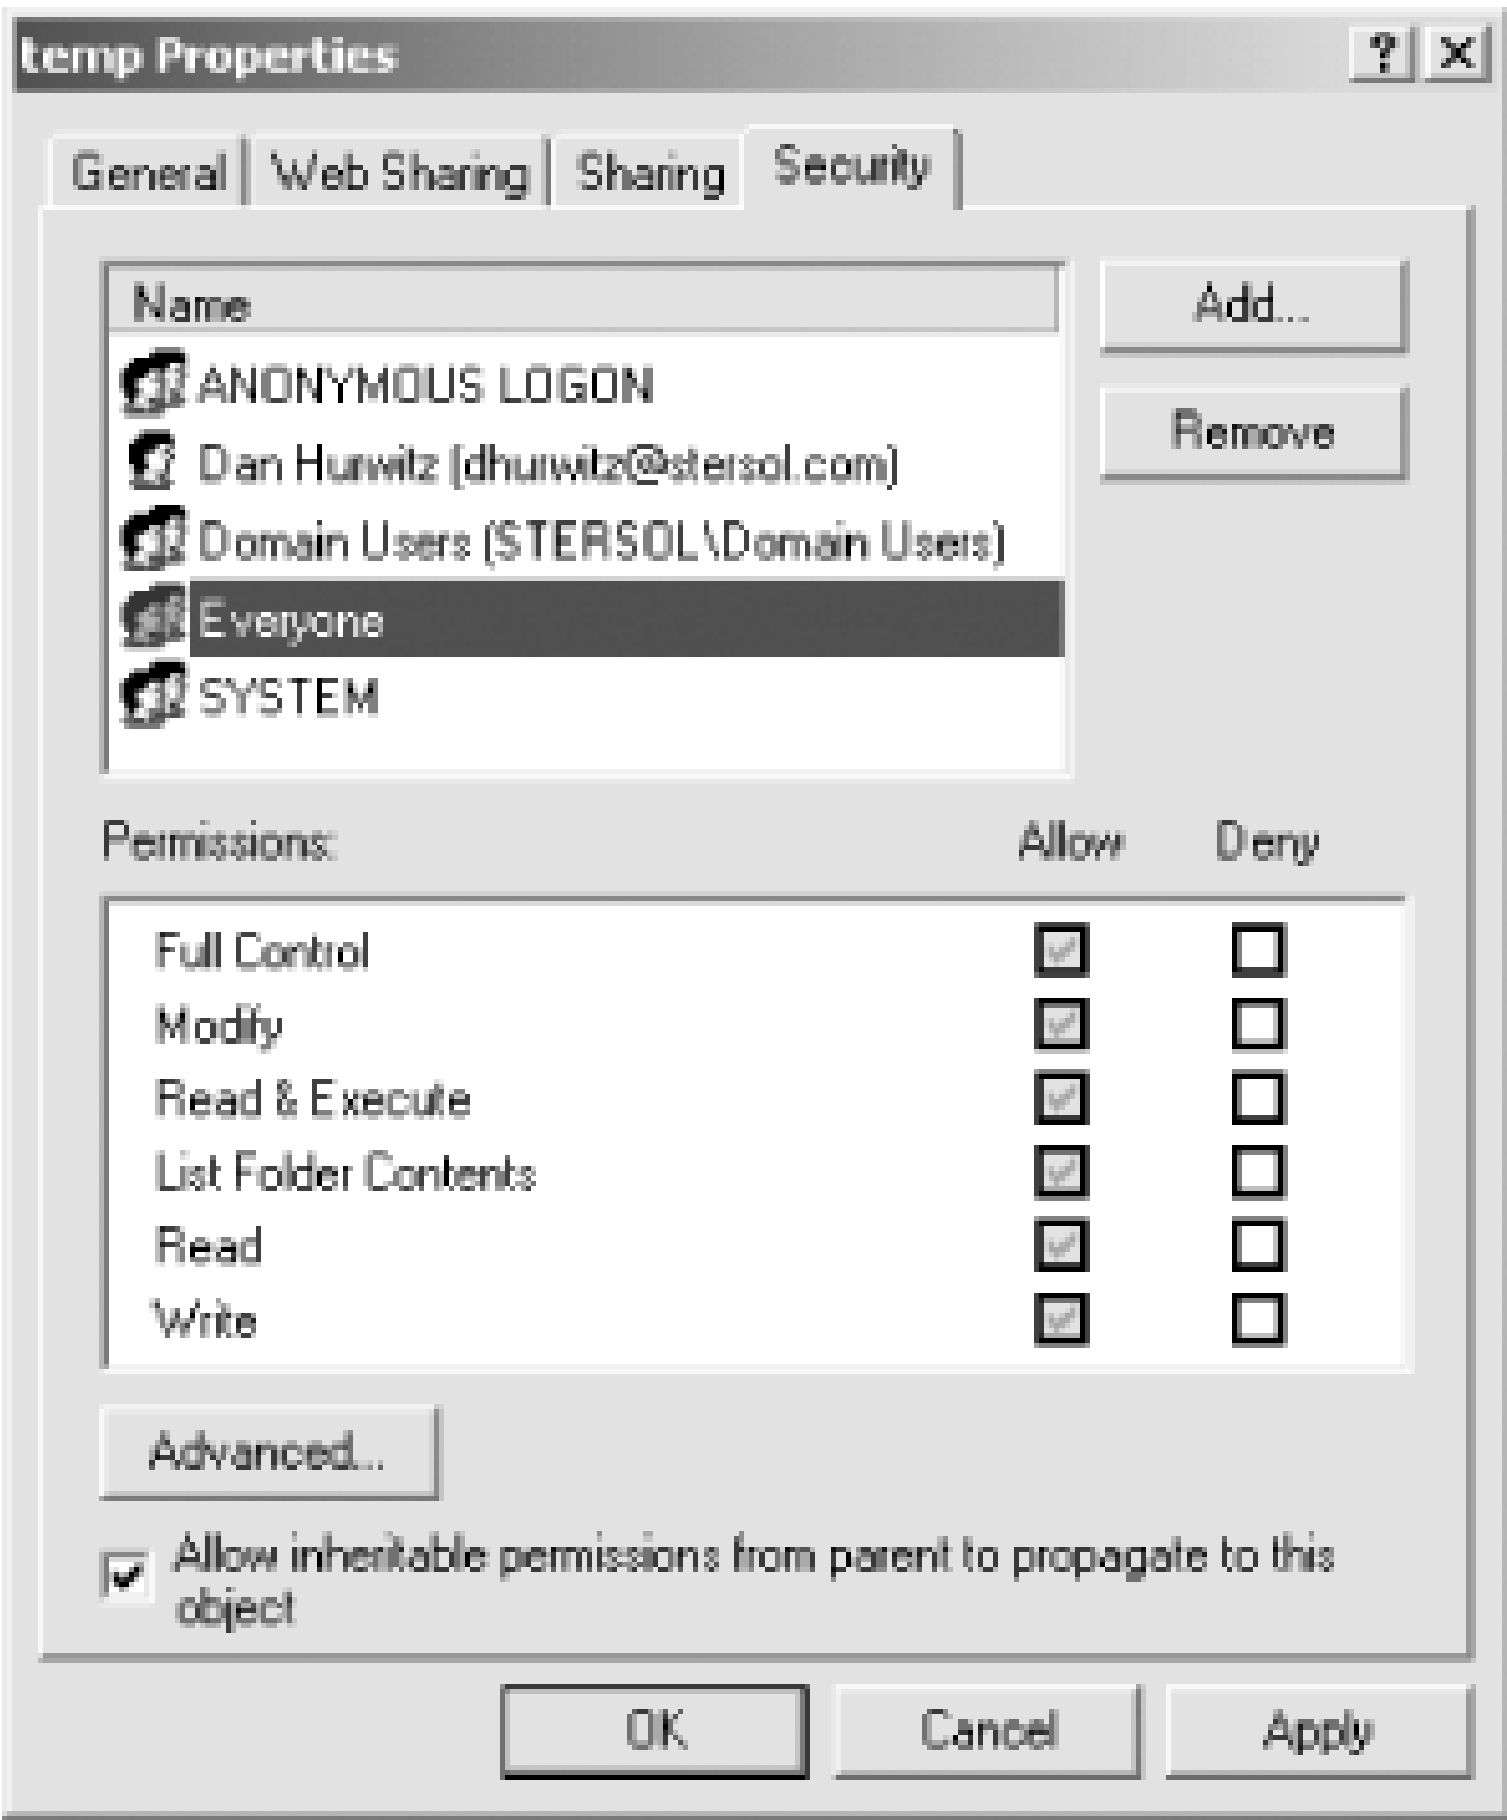 temp Properties
General Web Sharing Sharing Security
Name
Add...
ANONYMOUS LOGON
Remove
Dan Hurwitz (dhurwitz@stersol.com)
Domain Users (STERSOL\Domain Users)
Everyone
SYSTEM
Permissions: Allow Deny
Full Control
Modify
Read & Execute
List Folder Contents
Read
Write
Advanced...
Allow inheritable permissions from parent to propagate to this
object
OK Cancel Apply